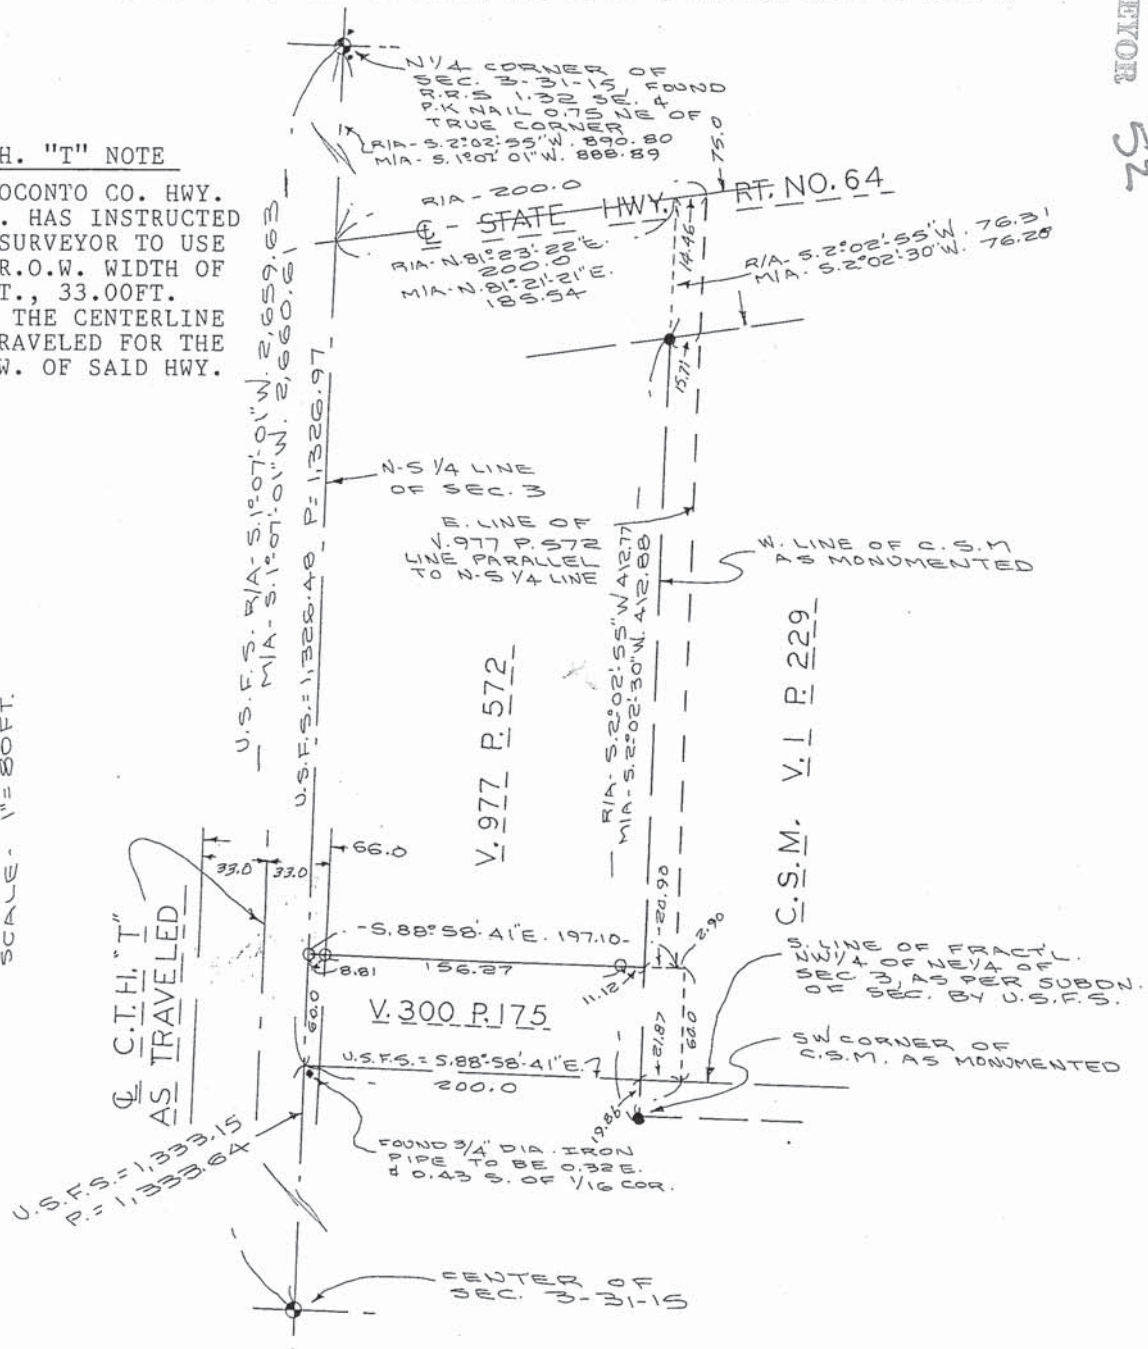 EYOR
52
N 1/4 CORNER OF
SEC. 3-31-15, FOUND
R.R.S 1.32 SE. &
P.K NAIL 0.75 NE OF
TRUE CORNER
R/A- S.2°02'55"W. 890.80
M/A- S.1°07'01"W. 888.89
H. "T" NOTE
OCONTO CO. HWY.
. HAS INSTRUCTED
SURVEYOR TO USE
R.O.W. WIDTH OF
T., 33.00FT.
THE CENTERLINE
RAVELED FOR THE
W. OF SAID HWY.
75.0
R/A - 200.0
℄ - STATE HWY. RT. NO. 64
R/A- N.81°23'22"E.
200.0
M/A- N.81°21'21"E.
185.54
14.46
R/A- S.2°02'55"W. 76.31
M/A- S.2°02'30"W. 76.28
15.71
U.S.F.S. R/A- S.1°07'01"W. 2,659.63
M/A- S.1°07'01"W. 2,660.61
U.S.F.S.= 1,326.48 P= 1,326.97
N-S 1/4 LINE
OF SEC. 3
E. LINE OF
V.977 P.572
LINE PARALLEL
TO N-S 1/4 LINE
W. LINE OF C.S.M
AS MONUMENTED
R/A- S.2°02'55"W 412.77
M/A- S.2°02'30"W. 412.88
V. 977 P. 572
C.S.M. V. 1 P. 229
SCALE- 1"=80FT.
66.0
33.0 33.0
℄ C.T.H. "T"
AS TRAVELED
S.88°58'41"E. 197.10
8.81 156.27
11.12
20.90
2.90
V. 300 P. 175
60.0
21.87
60.0
U.S.F.S.= S.88°58'41"E.
200.0
19.86
S. LINE OF FRACT'L.
NW1/4 OF NE1/4 OF
SEC 3, AS PER SUBDN.
OF SEC. BY U.S.F.S.
SW CORNER OF
C.S.M. AS MONUMENTED
FOUND 3/4" DIA. IRON
PIPE TO BE 0.32 E.
& 0.43 S. OF 1/16 COR.
U.S.F.S.= 1,333.15
P.= 1,333.64
CENTER OF
SEC. 3-31-15